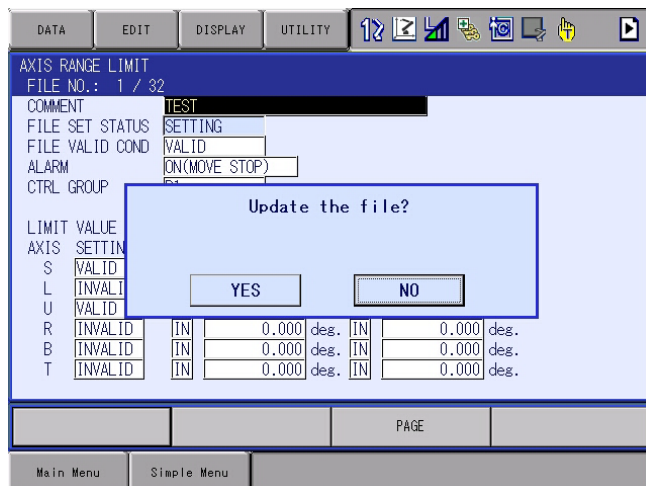 DATA EDIT DISPLAY UTILITY
AXIS RANGE LIMIT
FILE NO.: 1 / 32
COMMENT TEST
FILE SET STATUS SETTING
FILE VALID COND VALID
ALARM ON(MOVE STOP)
CTRL GROUP
Update the file?
LIMIT VALUE
AXIS SETTIN
S VALID
L INVALI
YES NO
U VALID
R INVALID IN 0.000 deg. IN 0.000 deg.
B INVALID IN 0.000 deg. IN 0.000 deg.
T INVALID IN 0.000 deg. IN 0.000 deg.
PAGE
Main Menu Simple Menu